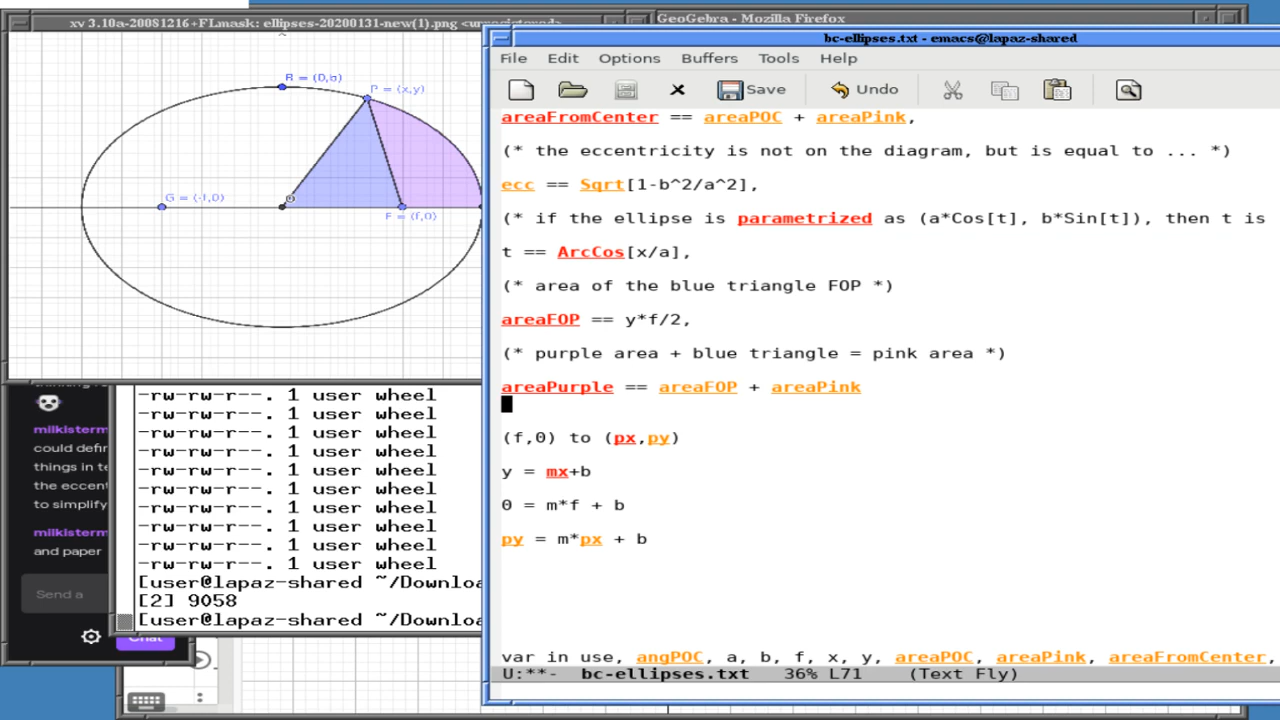 xv 3.10a-20081216+FLmask: ellipses-20200131-new(1).png <unregistered>
GeoGebra - Mozilla Firefox
B = (0,b)
P = (x,y)
G = (-f,0)
F = (f,0)
bc-ellipses.txt - emacs@lapaz-shared
File Edit Options Buffers Tools Help
Save Undo
areaFromCenter == areaPOC + areaPink,
(* the eccentricity is not on the diagram, but is equal to ... *)
ecc == Sqrt[1-b^2/a^2],
(* if the ellipse is parametrized as (a*Cos[t], b*Sin[t]), then t is
t == ArcCos[x/a],
(* area of the blue triangle FOP *)
areaFOP == y*f/2,
(* purple area + blue triangle = pink area *)
areaPurple == areaFOP + areaPink
(f,0) to (px,py)
y = mx+b
0 = m*f + b
py = m*px + b
var in use, angPOC, a, b, f, x, y, areaPOC, areaPink, areaFromCenter,
U:**- bc-ellipses.txt 36% L71 (Text Fly)
milkisterm
could defir
things in te
the eccent
to simplify
milkisterm
and paper
Send a
Chat
-rw-rw-r--. 1 user wheel
-rw-rw-r--. 1 user wheel
-rw-rw-r--. 1 user wheel
-rw-rw-r--. 1 user wheel
-rw-rw-r--. 1 user wheel
-rw-rw-r--. 1 user wheel
-rw-rw-r--. 1 user wheel
-rw-rw-r--. 1 user wheel
-rw-rw-r--. 1 user wheel
-rw-rw-r--. 1 user wheel
[user@lapaz-shared ~/Downloa
[2] 9058
[user@lapaz-shared ~/Downloa